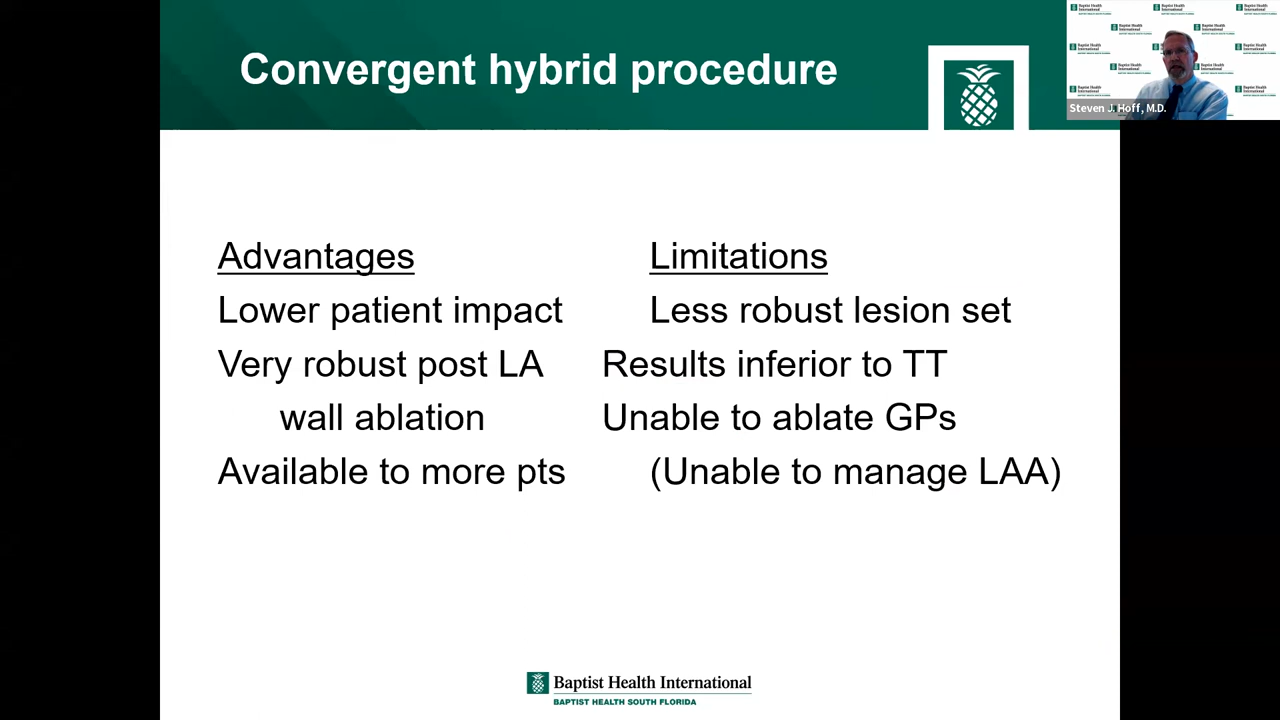 Convergent hybrid procedure
Steven J. Hoff, M.D.
Advantages
Lower patient impact
Very robust post LA
wall ablation
Available to more pts
Limitations
Less robust lesion set
Results inferior to TT
Unable to ablate GPs
(Unable to manage LAA)
Baptist Health International
BAPTIST HEALTH SOUTH FLORIDA